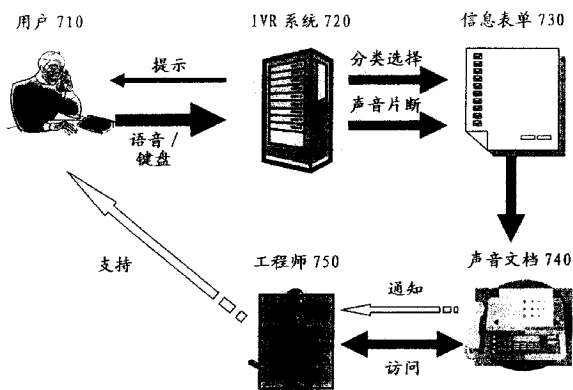 用户 710
IVR 系统 720
信息表单 730
提示
语音 /
键盘
分类选择
声音片断
支持
工程师 750
声音文档 740
通知
访问